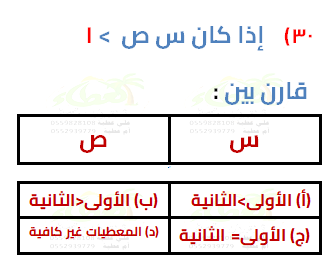 ٣٠) إذا كان س ص < ١
قارن بين :
س ص
(أ) الأولى>الثانية (ب) الأولى<الثانية
(ج) الأولى= الثانية (د) المعطيات غير كافية